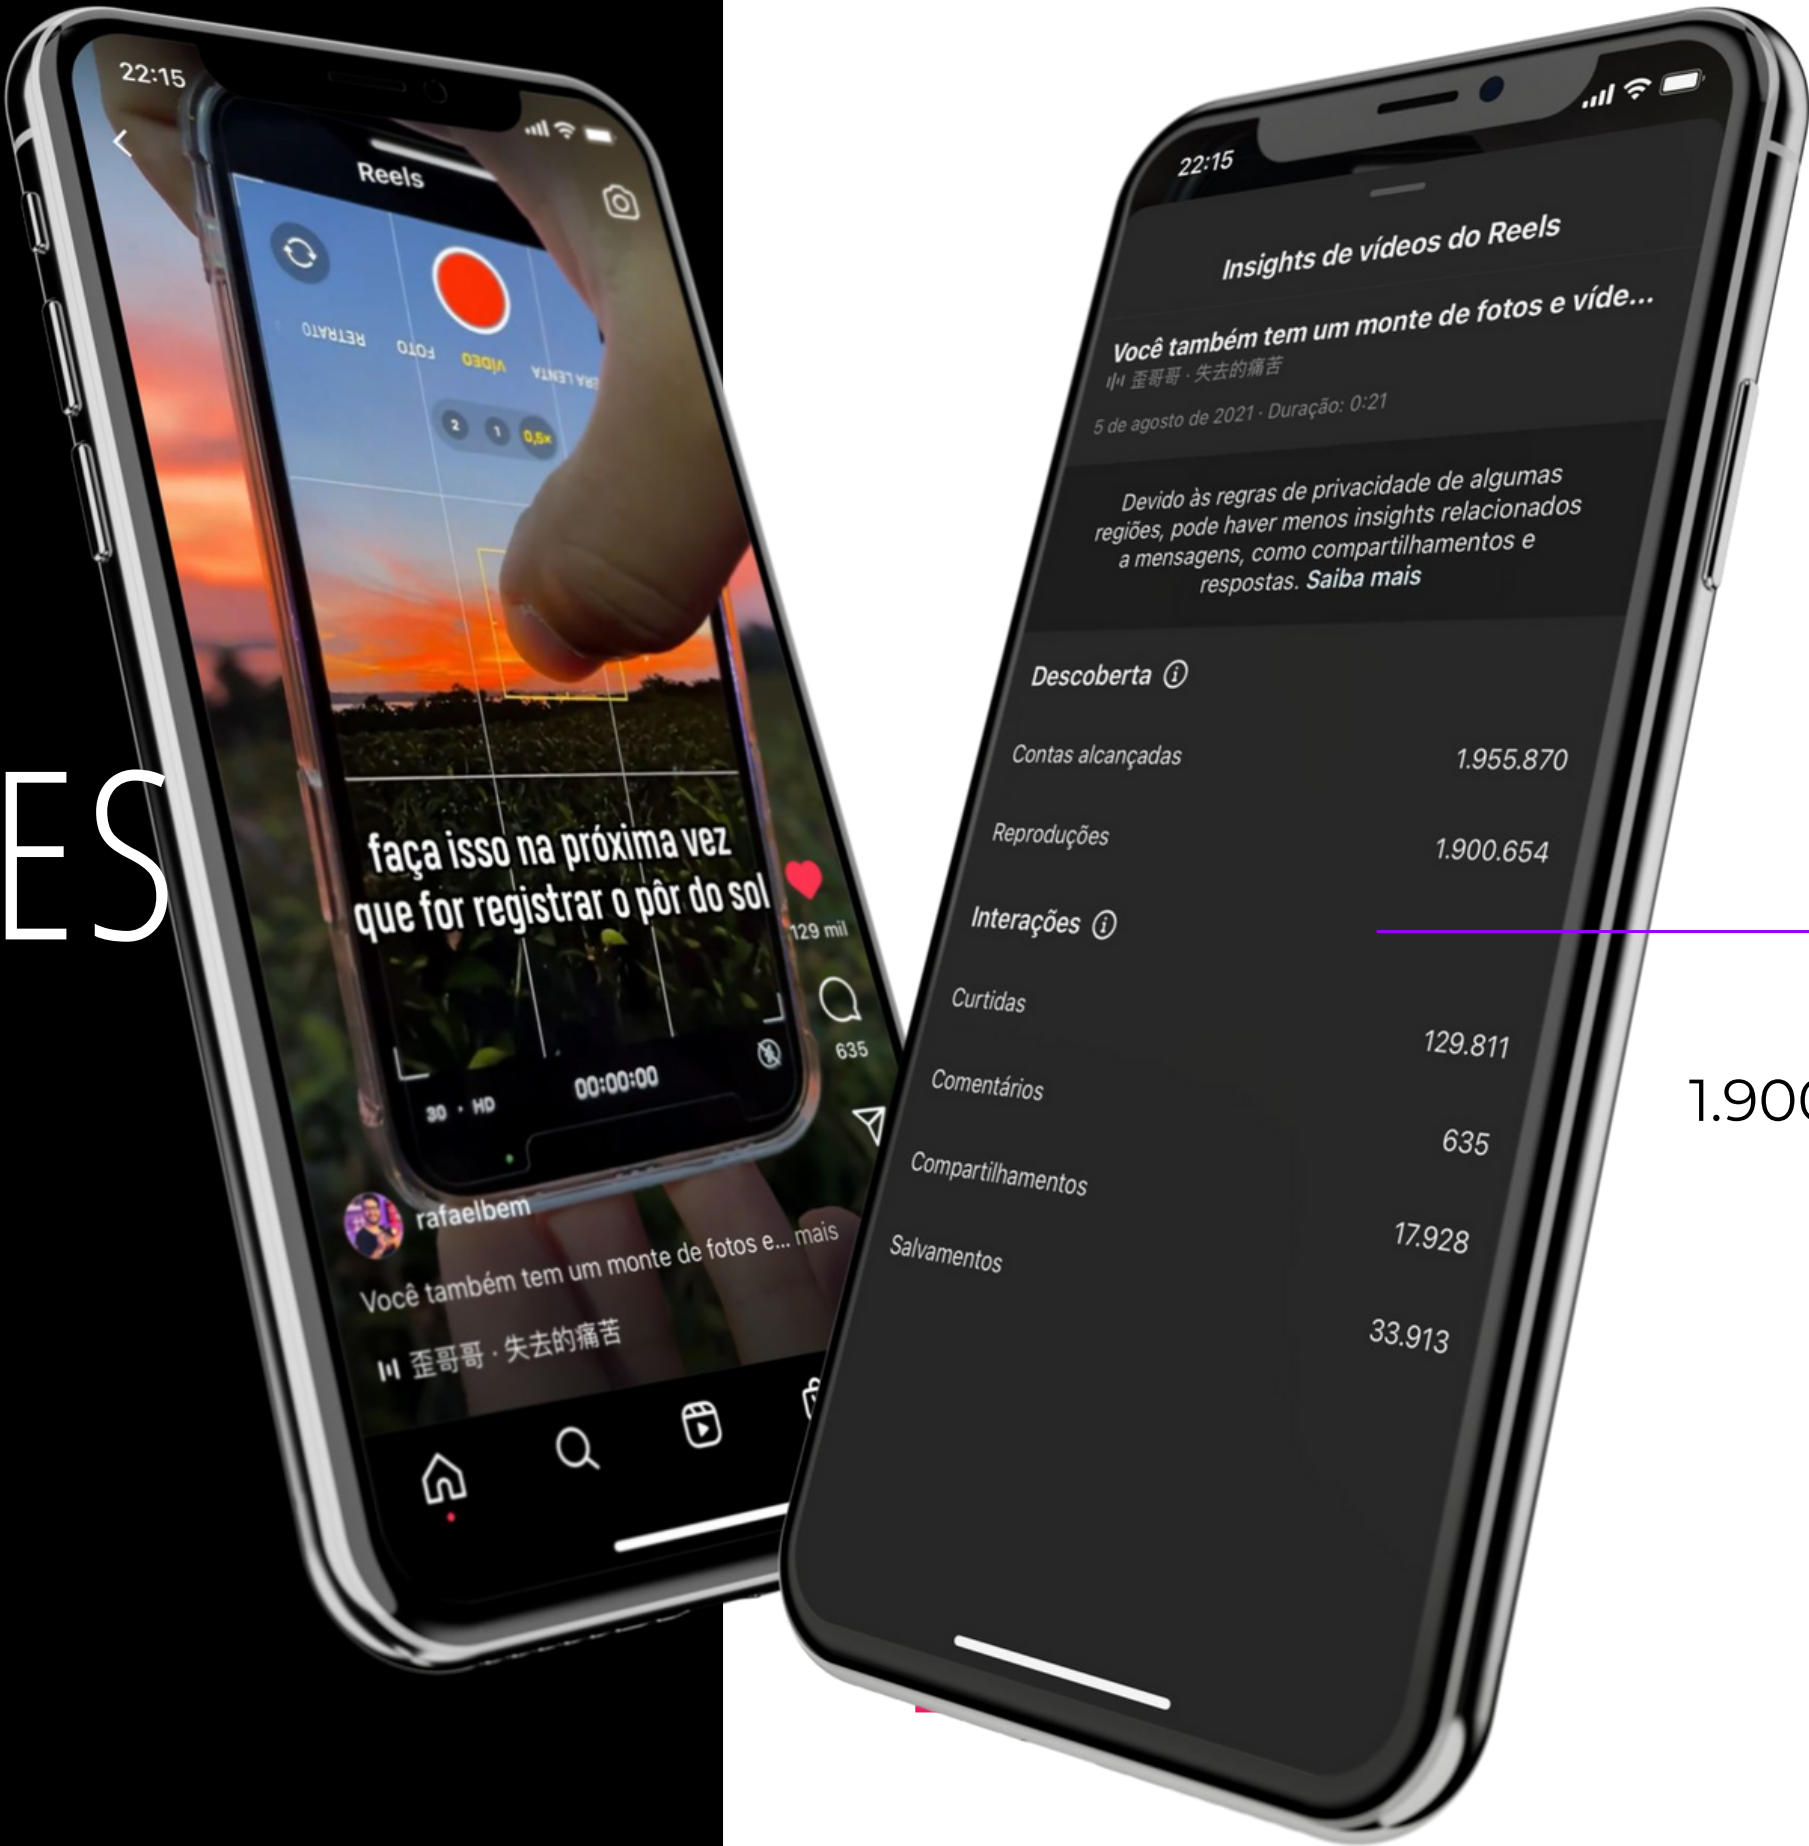 22:15
Reels
RETRATO
FOTO
VÍDEO
ERA LENTA
2
1
0,5×
faça isso na próxima vez
que for registrar o pôr do sol
129 mil
635
30 · HD
00:00:00
rafaelbem
Você também tem um monte de fotos e... mais
歪哥哥 · 失去的痛苦
ES
22:15
Insights de vídeos do Reels
Você também tem um monte de fotos e víde...
歪哥哥 · 失去的痛苦
5 de agosto de 2021 · Duração: 0:21
Devido às regras de privacidade de algumas
regiões, pode haver menos insights relacionados
a mensagens, como compartilhamentos e
respostas. Saiba mais
Descoberta
Contas alcançadas 1.955.870
Reproduções 1.900.654
Interações
Curtidas 129.811
Comentários 635
Compartilhamentos 17.928
Salvamentos 33.913
1.900